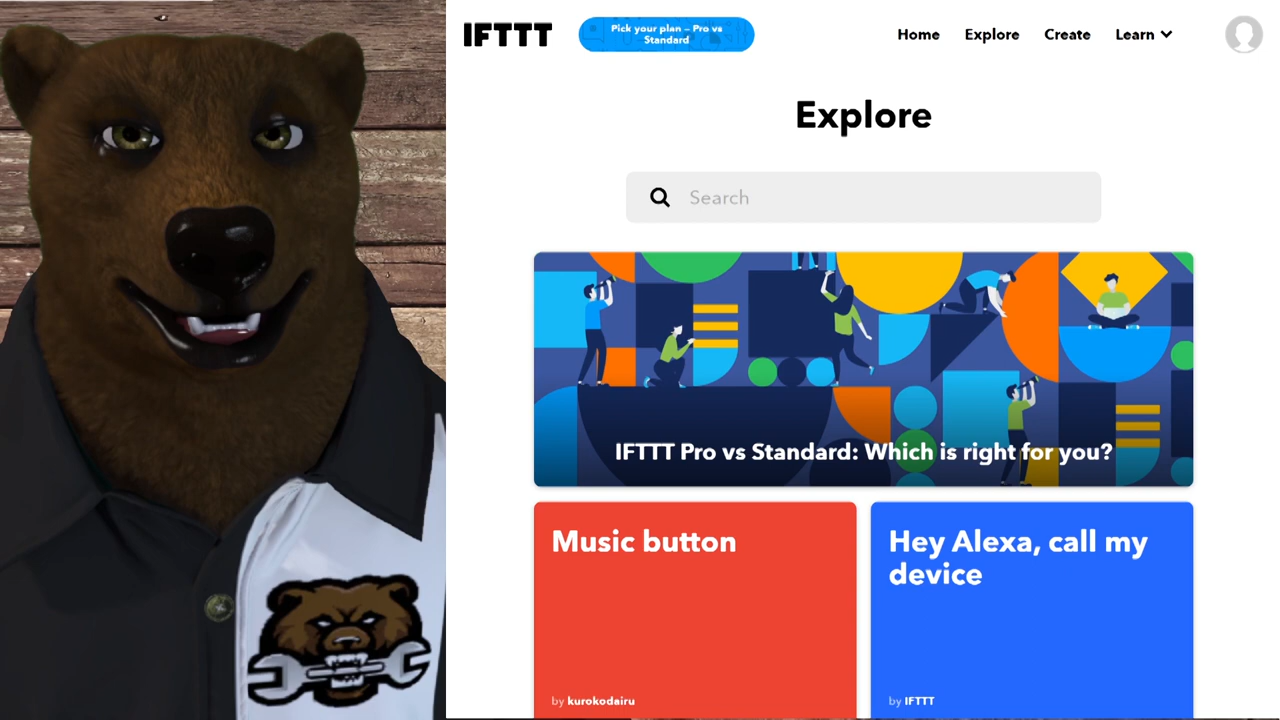 IFTTT
Pick your plan – Pro vs
Standard
Home
Explore
Create
Learn
Explore
Search
IFTTT Pro vs Standard: Which is right for you?
Music button
by kurokodairu
Hey Alexa, call my
device
by IFTTT